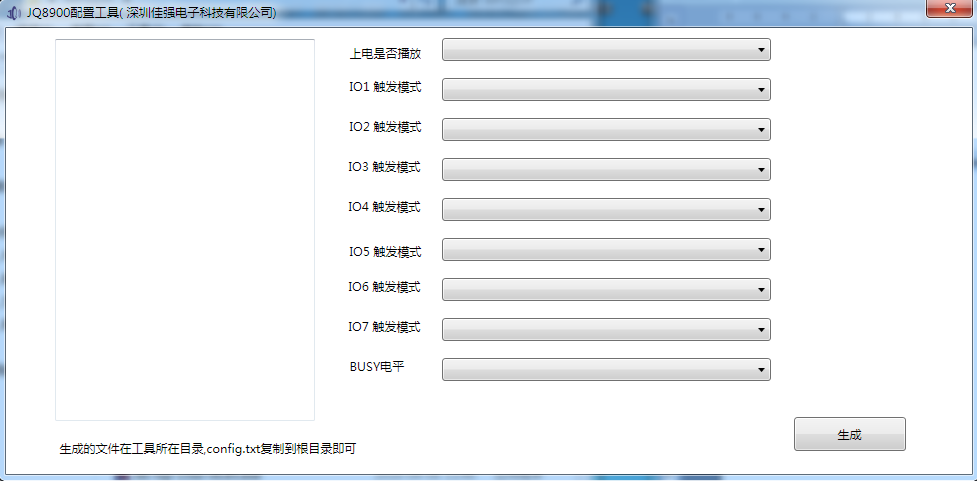 JQ8900配置工具( 深圳佳强电子科技有限公司)
上电是否播放
IO1 触发模式
IO2 触发模式
IO3 触发模式
IO4 触发模式
IO5 触发模式
IO6 触发模式
IO7 触发模式
BUSY电平
生成
生成的文件在工具所在目录,config.txt复制到根目录即可